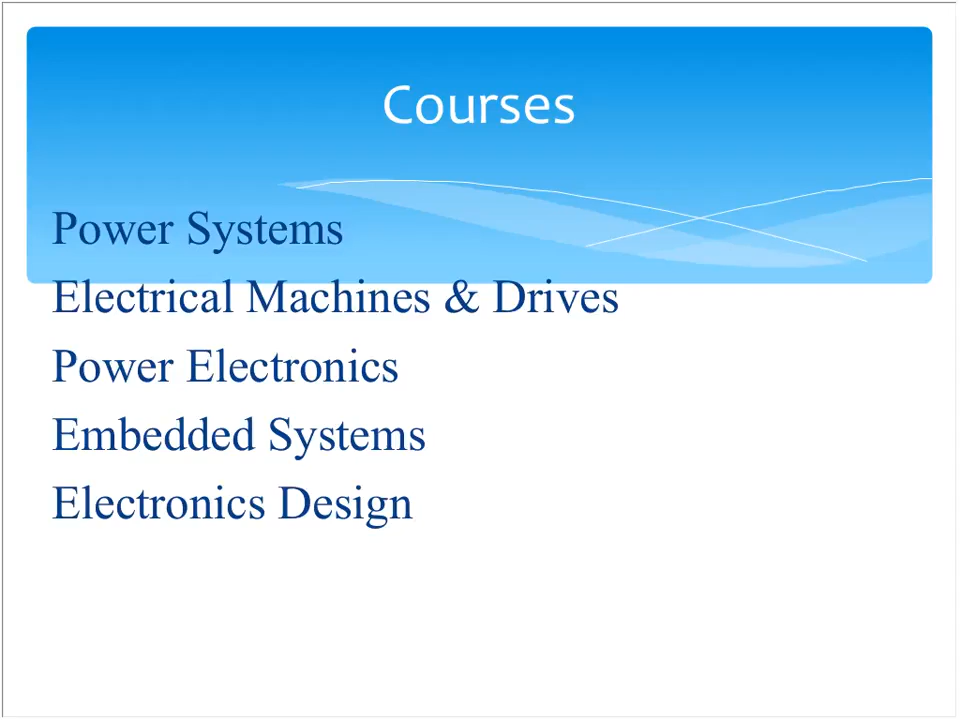 Courses
Power Systems
Electrical Machines & Drives
Power Electronics
Embedded Systems
Electronics Design